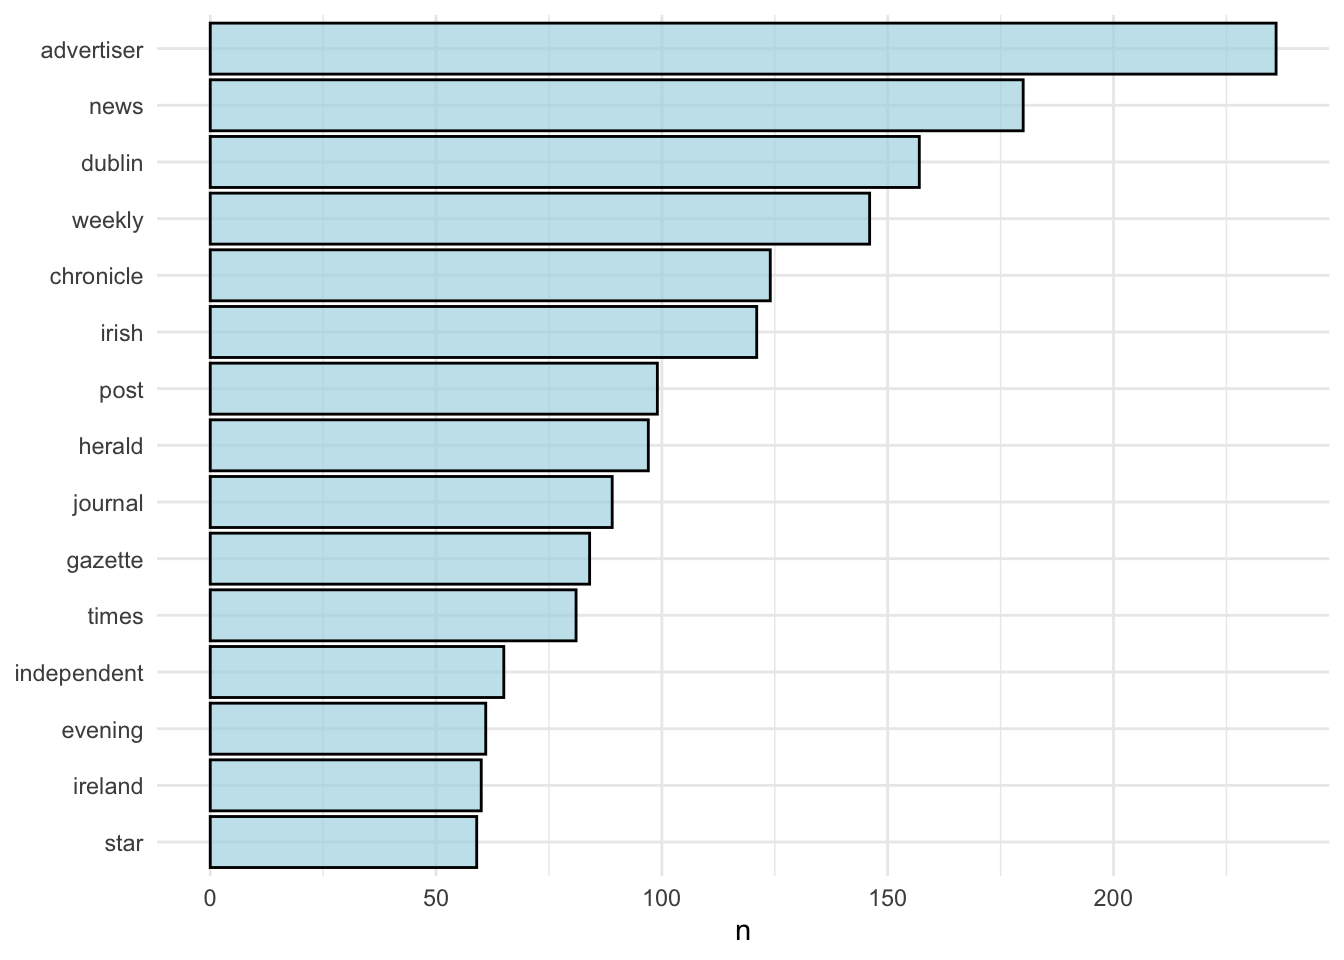 advertiser
news
dublin
weekly
chronicle
irish
post
herald
journal
gazette
times
independent
evening
ireland
star
0 50 100 150 200
n